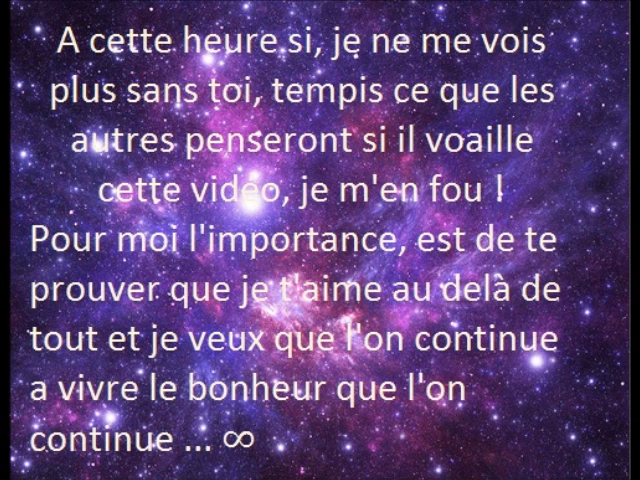 A cette heure si, je ne me vois
plus sans toi, tempis ce que les
autres penseront si il voaille
cette vidéo, je m'en fou !
Pour moi l'importance, est de te
prouver que je t'aime au delà de
tout et je veux que l'on continue
a vivre le bonheur que l'on
continue ... ∞